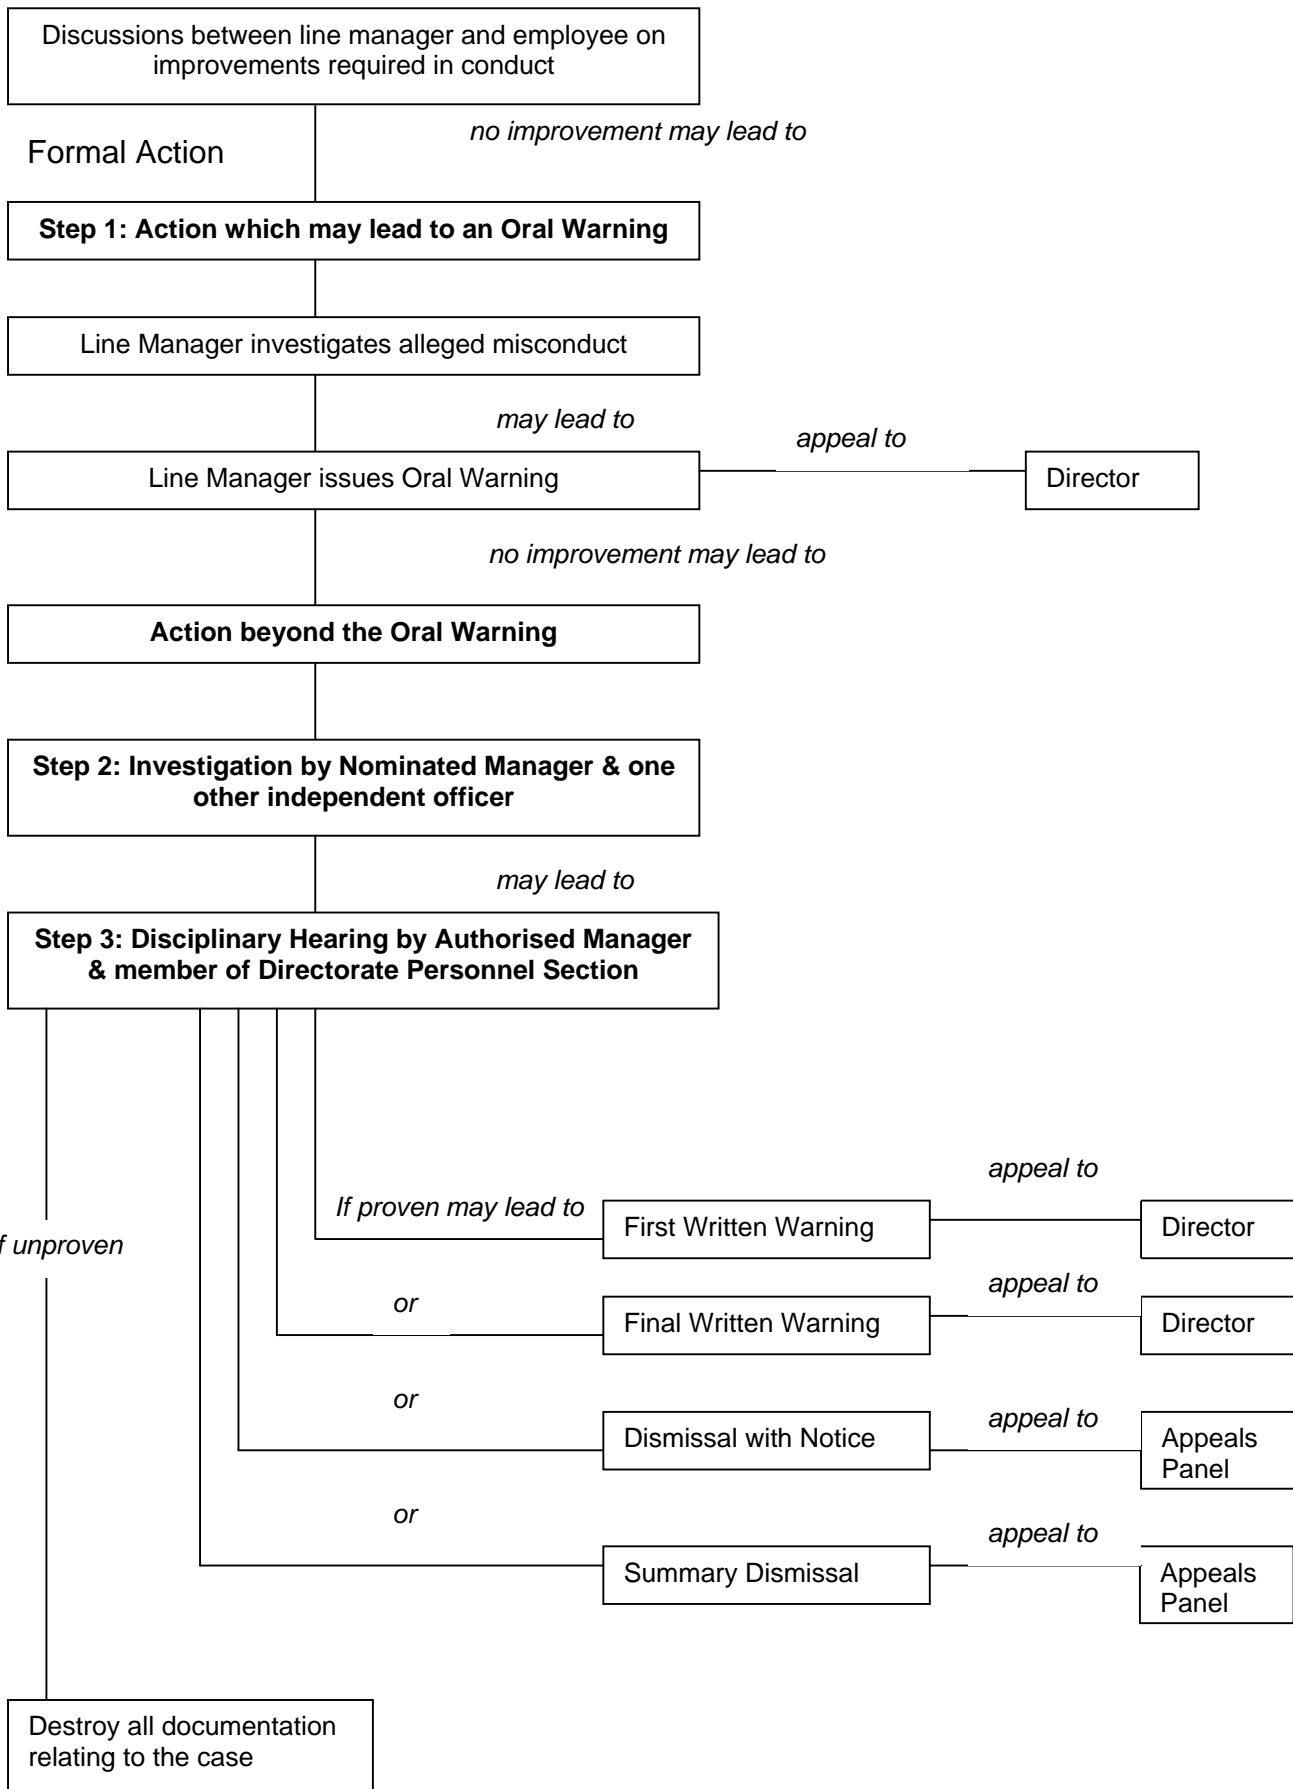 Discussions between line manager and employee on
improvements required in conduct
no improvement may lead to
Formal Action
Step 1: Action which may lead to an Oral Warning
Line Manager investigates alleged misconduct
may lead to
appeal to
Line Manager issues Oral Warning
Director
no improvement may lead to
Action beyond the Oral Warning
Step 2: Investigation by Nominated Manager & one
other independent officer
may lead to
Step 3: Disciplinary Hearing by Authorised Manager
& member of Directorate Personnel Section
appeal to
If proven may lead to
First Written Warning
Director
f unproven
appeal to
or
Final Written Warning
Director
or
appeal to
Dismissal with Notice
Appeals
Panel
or
appeal to
Summary Dismissal
Appeals
Panel
Destroy all documentation
relating to the case